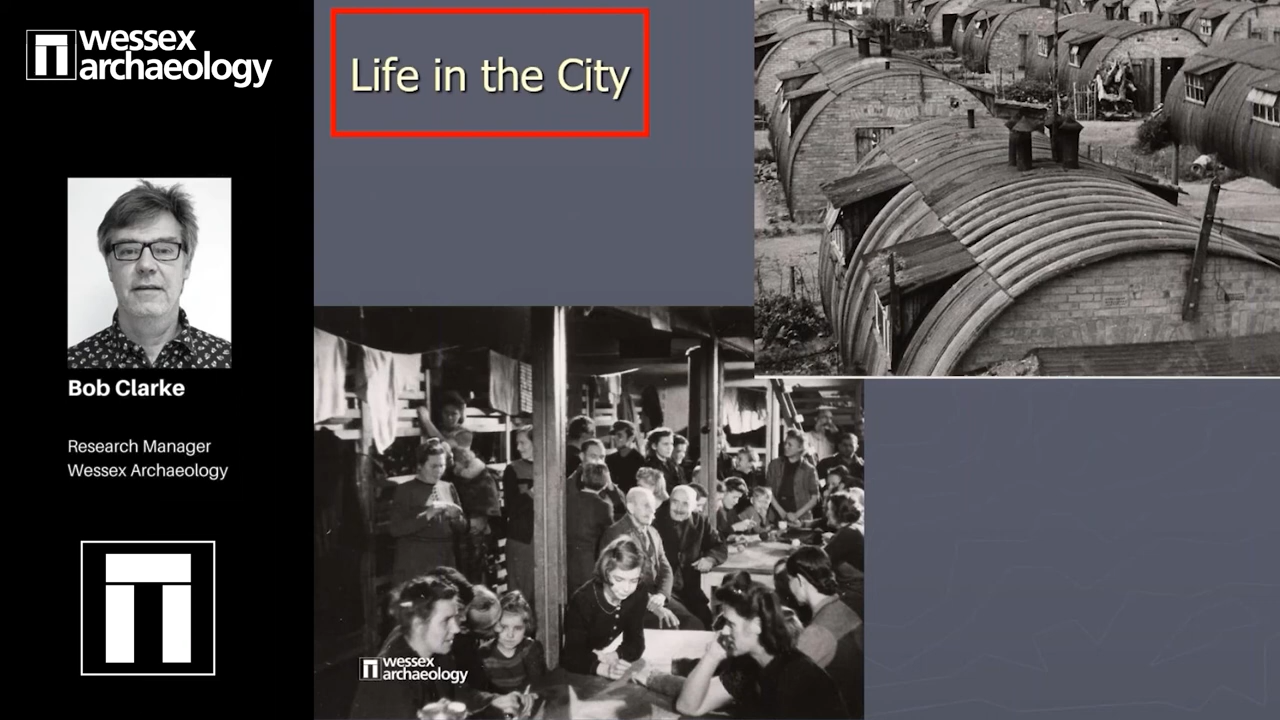 wessex
archaeology
Life in the City
Bob Clarke
Research Manager
Wessex Archaeology
wessex
archaeology